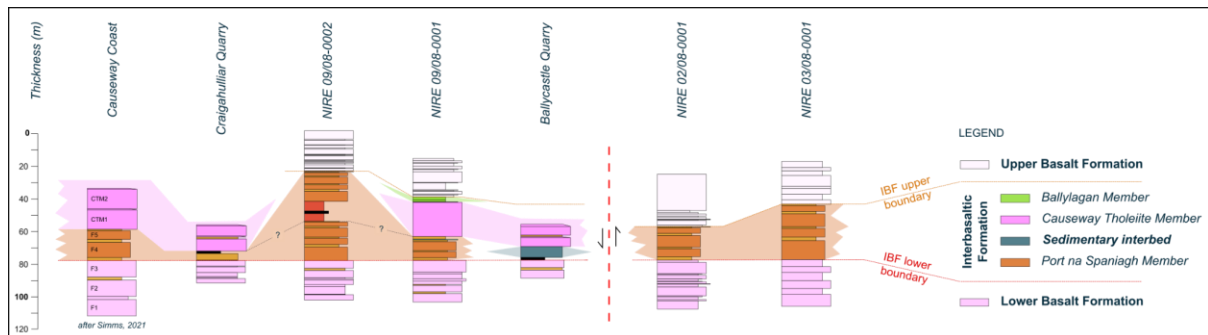 Thickness (m)
Causeway Coast
Craigahulliar Quarry
NIRE 09/08-0002
NIRE 09/08-0001
Ballycastle Quarry
NIRE 02/08-0001
NIRE 03/08-0001
0
20
40
60
80
100
120
CTM2
CTM1
F5
F4
F3
F2
F1
after Simms, 2021
?
?
IBF upper
boundary
IBF lower
boundary
LEGEND
Upper Basalt Formation
Interbasaltic
Formation
Ballylagan Member
Causeway Tholeiite Member
Sedimentary interbed
Port na Spaniagh Member
Lower Basalt Formation